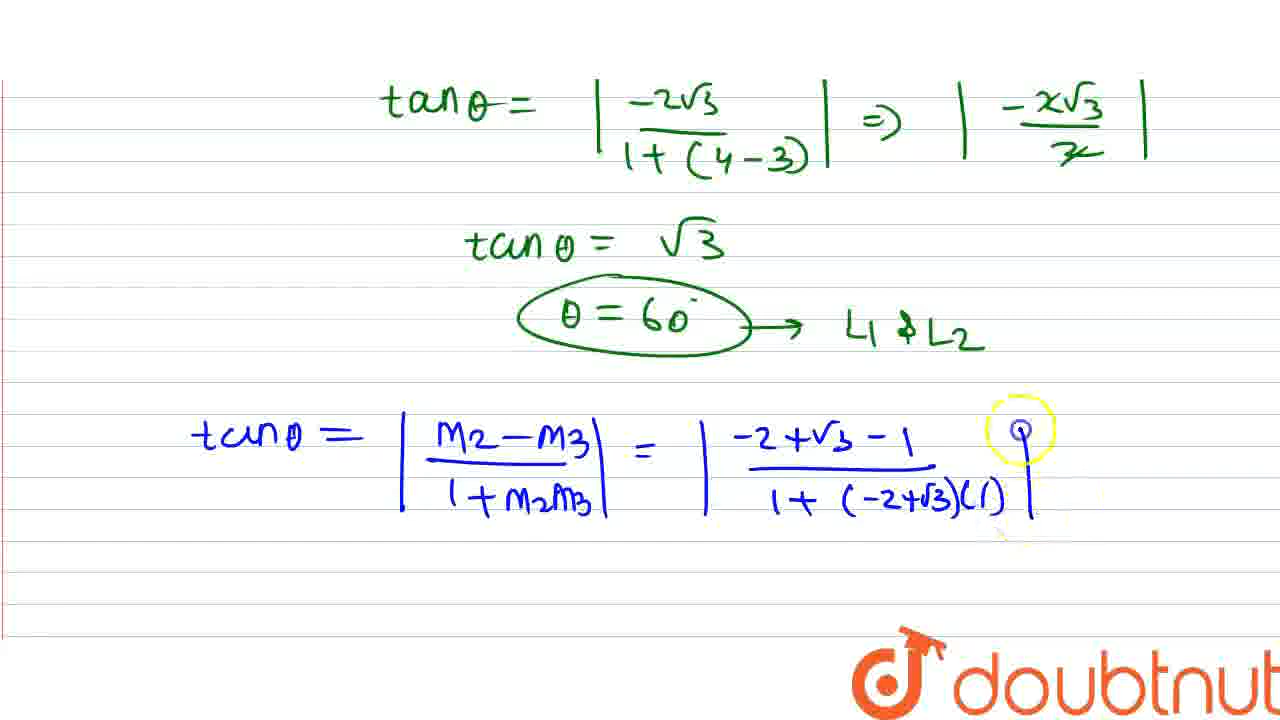 tanθ = | -2√3 / 1 + (4 - 3) | ⇒ | -2√3 / 2 |
tanθ = √3
θ = 60° → L1 & L2
tanθ = | m2 - m3 / 1 + m2m3 | = | -2 + √3 - 1 / 1 + (-2 + √3)(1) |
doubtnut